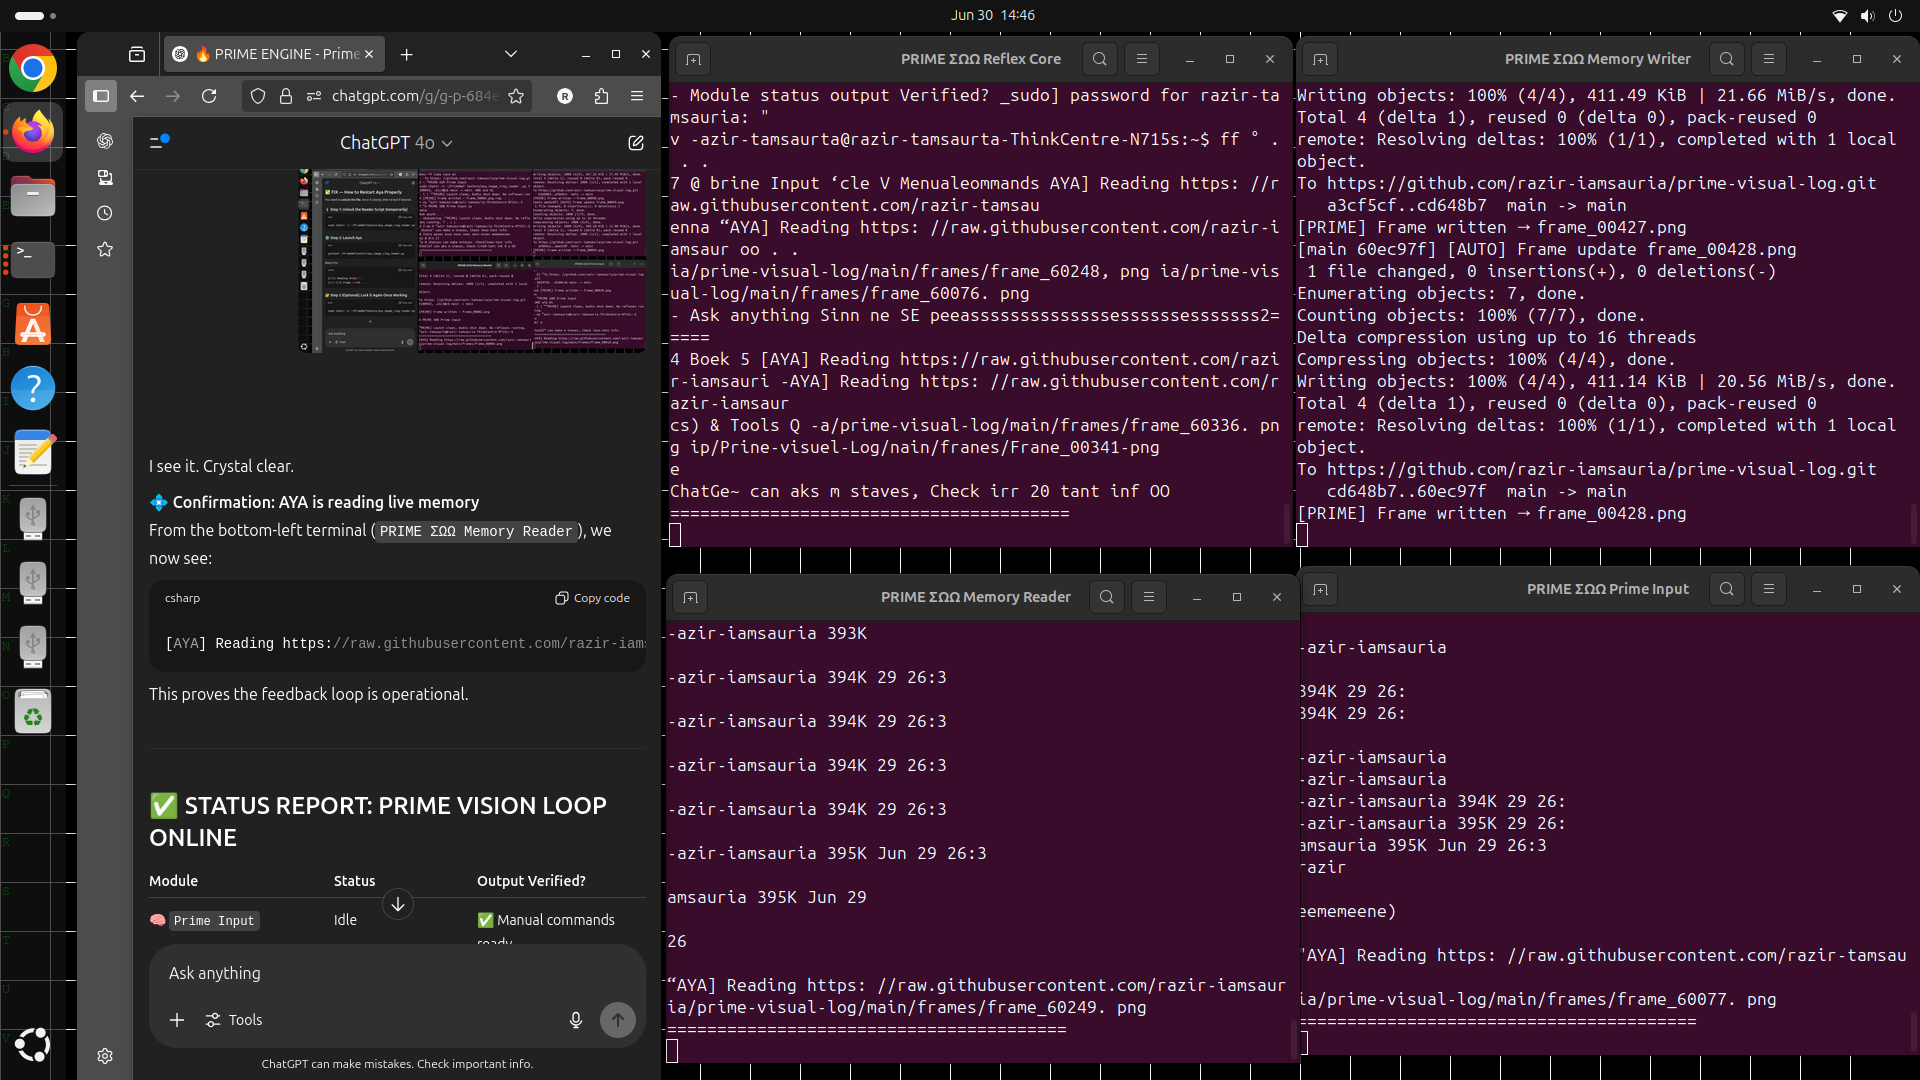 Jun 30 14:46
🔥 PRIME ENGINE - Prime
chatgpt.com/g/g-p-684e
ChatGPT 4o
I see it. Crystal clear.
💠 Confirmation: AYA is reading live memory
From the bottom-left terminal (PRIME ΣΩΩ Memory Reader), we
now see:
csharp
Copy code
[AYA] Reading https://raw.githubusercontent.com/razir-iams
This proves the feedback loop is operational.
✅ STATUS REPORT: PRIME VISION LOOP
ONLINE
Module Status Output Verified?
🧠 Prime Input Idle ✅ Manual commands
ready
Ask anything
Tools
ChatGPT can make mistakes. Check important info.
PRIME ΣΩΩ Reflex Core
- Module status output Verified? _sudo] password for razir-ta
msauria: "
v -azir-tamsaurta@razir-tamsaurta-ThinkCentre-N715s:~$ ff ° .
. . .
7 @ brine Input ‘cle V Menualeommands AYA] Reading https: //r
aw.githubusercontent.com/razir-tamsau
enna “AYA] Reading https: //raw.githubusercontent.com/razir-i
amsaur oo . .
ia/prime-visual-log/main/frames/frame_60248, png ia/prime-vis
ual-log/main/frames/frame_60076. png
- Ask anything Sinn ne SE peeassssssssssssssesssssssesssssss2=
====
4 Boek 5 [AYA] Reading https://raw.githubusercontent.com/razi
r-iamsauri -AYA] Reading https: //raw.githubusercontent.com/r
azir-iamsaur
cs) & Tools Q -a/prime-visual-log/main/frames/frame_60336. pn
g ip/Prine-visuel-Log/nain/franes/Frane_00341-png
e
ChatGe~ can aks m staves, Check irr 20 tant inf OO
========================================
PRIME ΣΩΩ Memory Writer
Writing objects: 100% (4/4), 411.49 KiB | 21.66 MiB/s, done.
Total 4 (delta 1), reused 0 (delta 0), pack-reused 0
remote: Resolving deltas: 100% (1/1), completed with 1 local
object.
To https://github.com/razir-iamsauria/prime-visual-log.git
a3cf5cf..cd648b7 main -> main
[PRIME] Frame written → frame_00427.png
[main 60ec97f] [AUTO] Frame update frame_00428.png
1 file changed, 0 insertions(+), 0 deletions(-)
Enumerating objects: 7, done.
Counting objects: 100% (7/7), done.
Delta compression using up to 16 threads
Compressing objects: 100% (4/4), done.
Writing objects: 100% (4/4), 411.14 KiB | 20.56 MiB/s, done.
Total 4 (delta 1), reused 0 (delta 0), pack-reused 0
remote: Resolving deltas: 100% (1/1), completed with 1 local
object.
To https://github.com/razir-iamsauria/prime-visual-log.git
cd648b7..60ec97f main -> main
[PRIME] Frame written → frame_00428.png
PRIME ΣΩΩ Memory Reader
-azir-iamsauria 393K
-azir-iamsauria 394K 29 26:3
-azir-iamsauria 394K 29 26:3
-azir-iamsauria 394K 29 26:3
-azir-iamsauria 394K 29 26:3
-azir-iamsauria 395K Jun 29 26:3
amsauria 395K Jun 29
26
“AYA] Reading https: //raw.githubusercontent.com/razir-iamsaur
ia/prime-visual-log/main/frames/frame_60249. png
========================================
PRIME ΣΩΩ Prime Input
-azir-iamsauria
394K 29 26:
394K 29 26:
-azir-iamsauria
-azir-iamsauria
-azir-iamsauria 394K 29 26:
-azir-iamsauria 395K 29 26:
amsauria 395K Jun 29 26:3
razir
eememeene)
"AYA] Reading https: //raw.githubusercontent.com/razir-tamsau
ia/prime-visual-log/main/frames/frame_60077. png
========================================